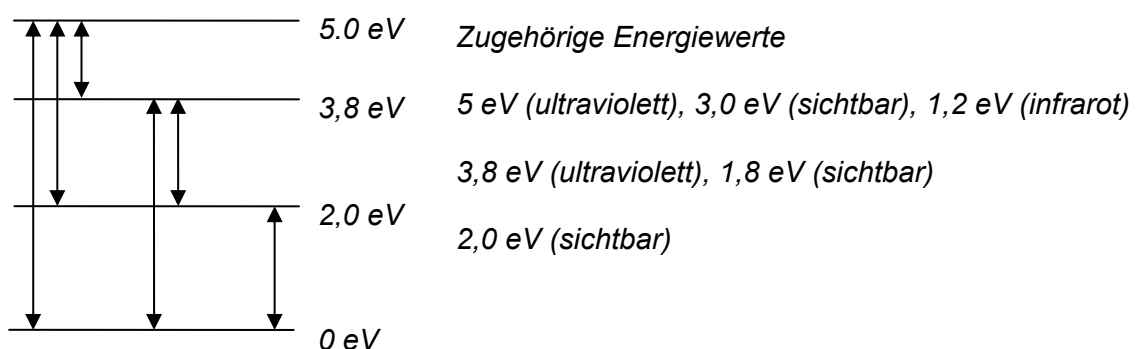 5.0 eV
Zugehörige Energiewerte
3,8 eV
5 eV (ultraviolett), 3,0 eV (sichtbar), 1,2 eV (infrarot)
3,8 eV (ultraviolett), 1,8 eV (sichtbar)
2,0 eV
2,0 eV (sichtbar)
0 eV